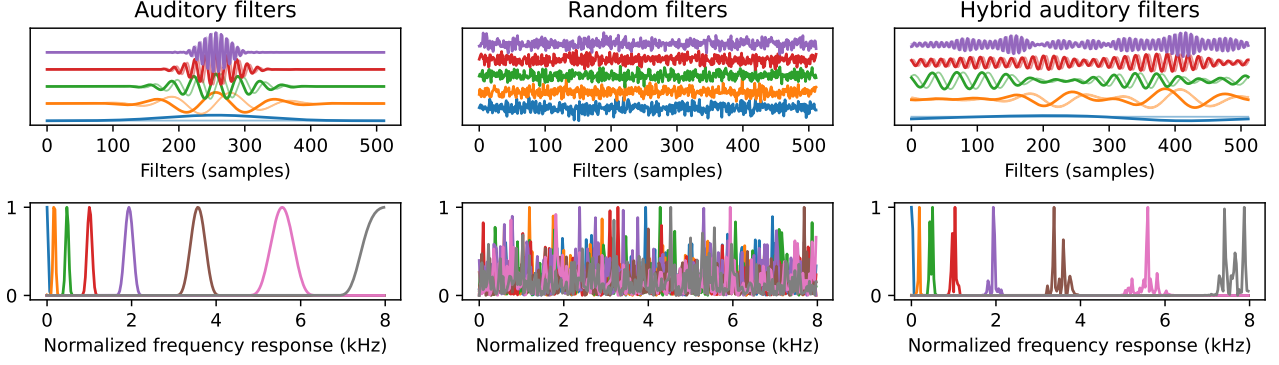 Auditory filters
Random filters
Hybrid auditory filters
0 100 200 300 400 500
0 100 200 300 400 500
0 100 200 300 400 500
Filters (samples)
Filters (samples)
Filters (samples)
1
0
0 2 4 6 8
1
0
0 2 4 6 8
1
0
0 2 4 6 8
Normalized frequency response (kHz)
Normalized frequency response (kHz)
Normalized frequency response (kHz)